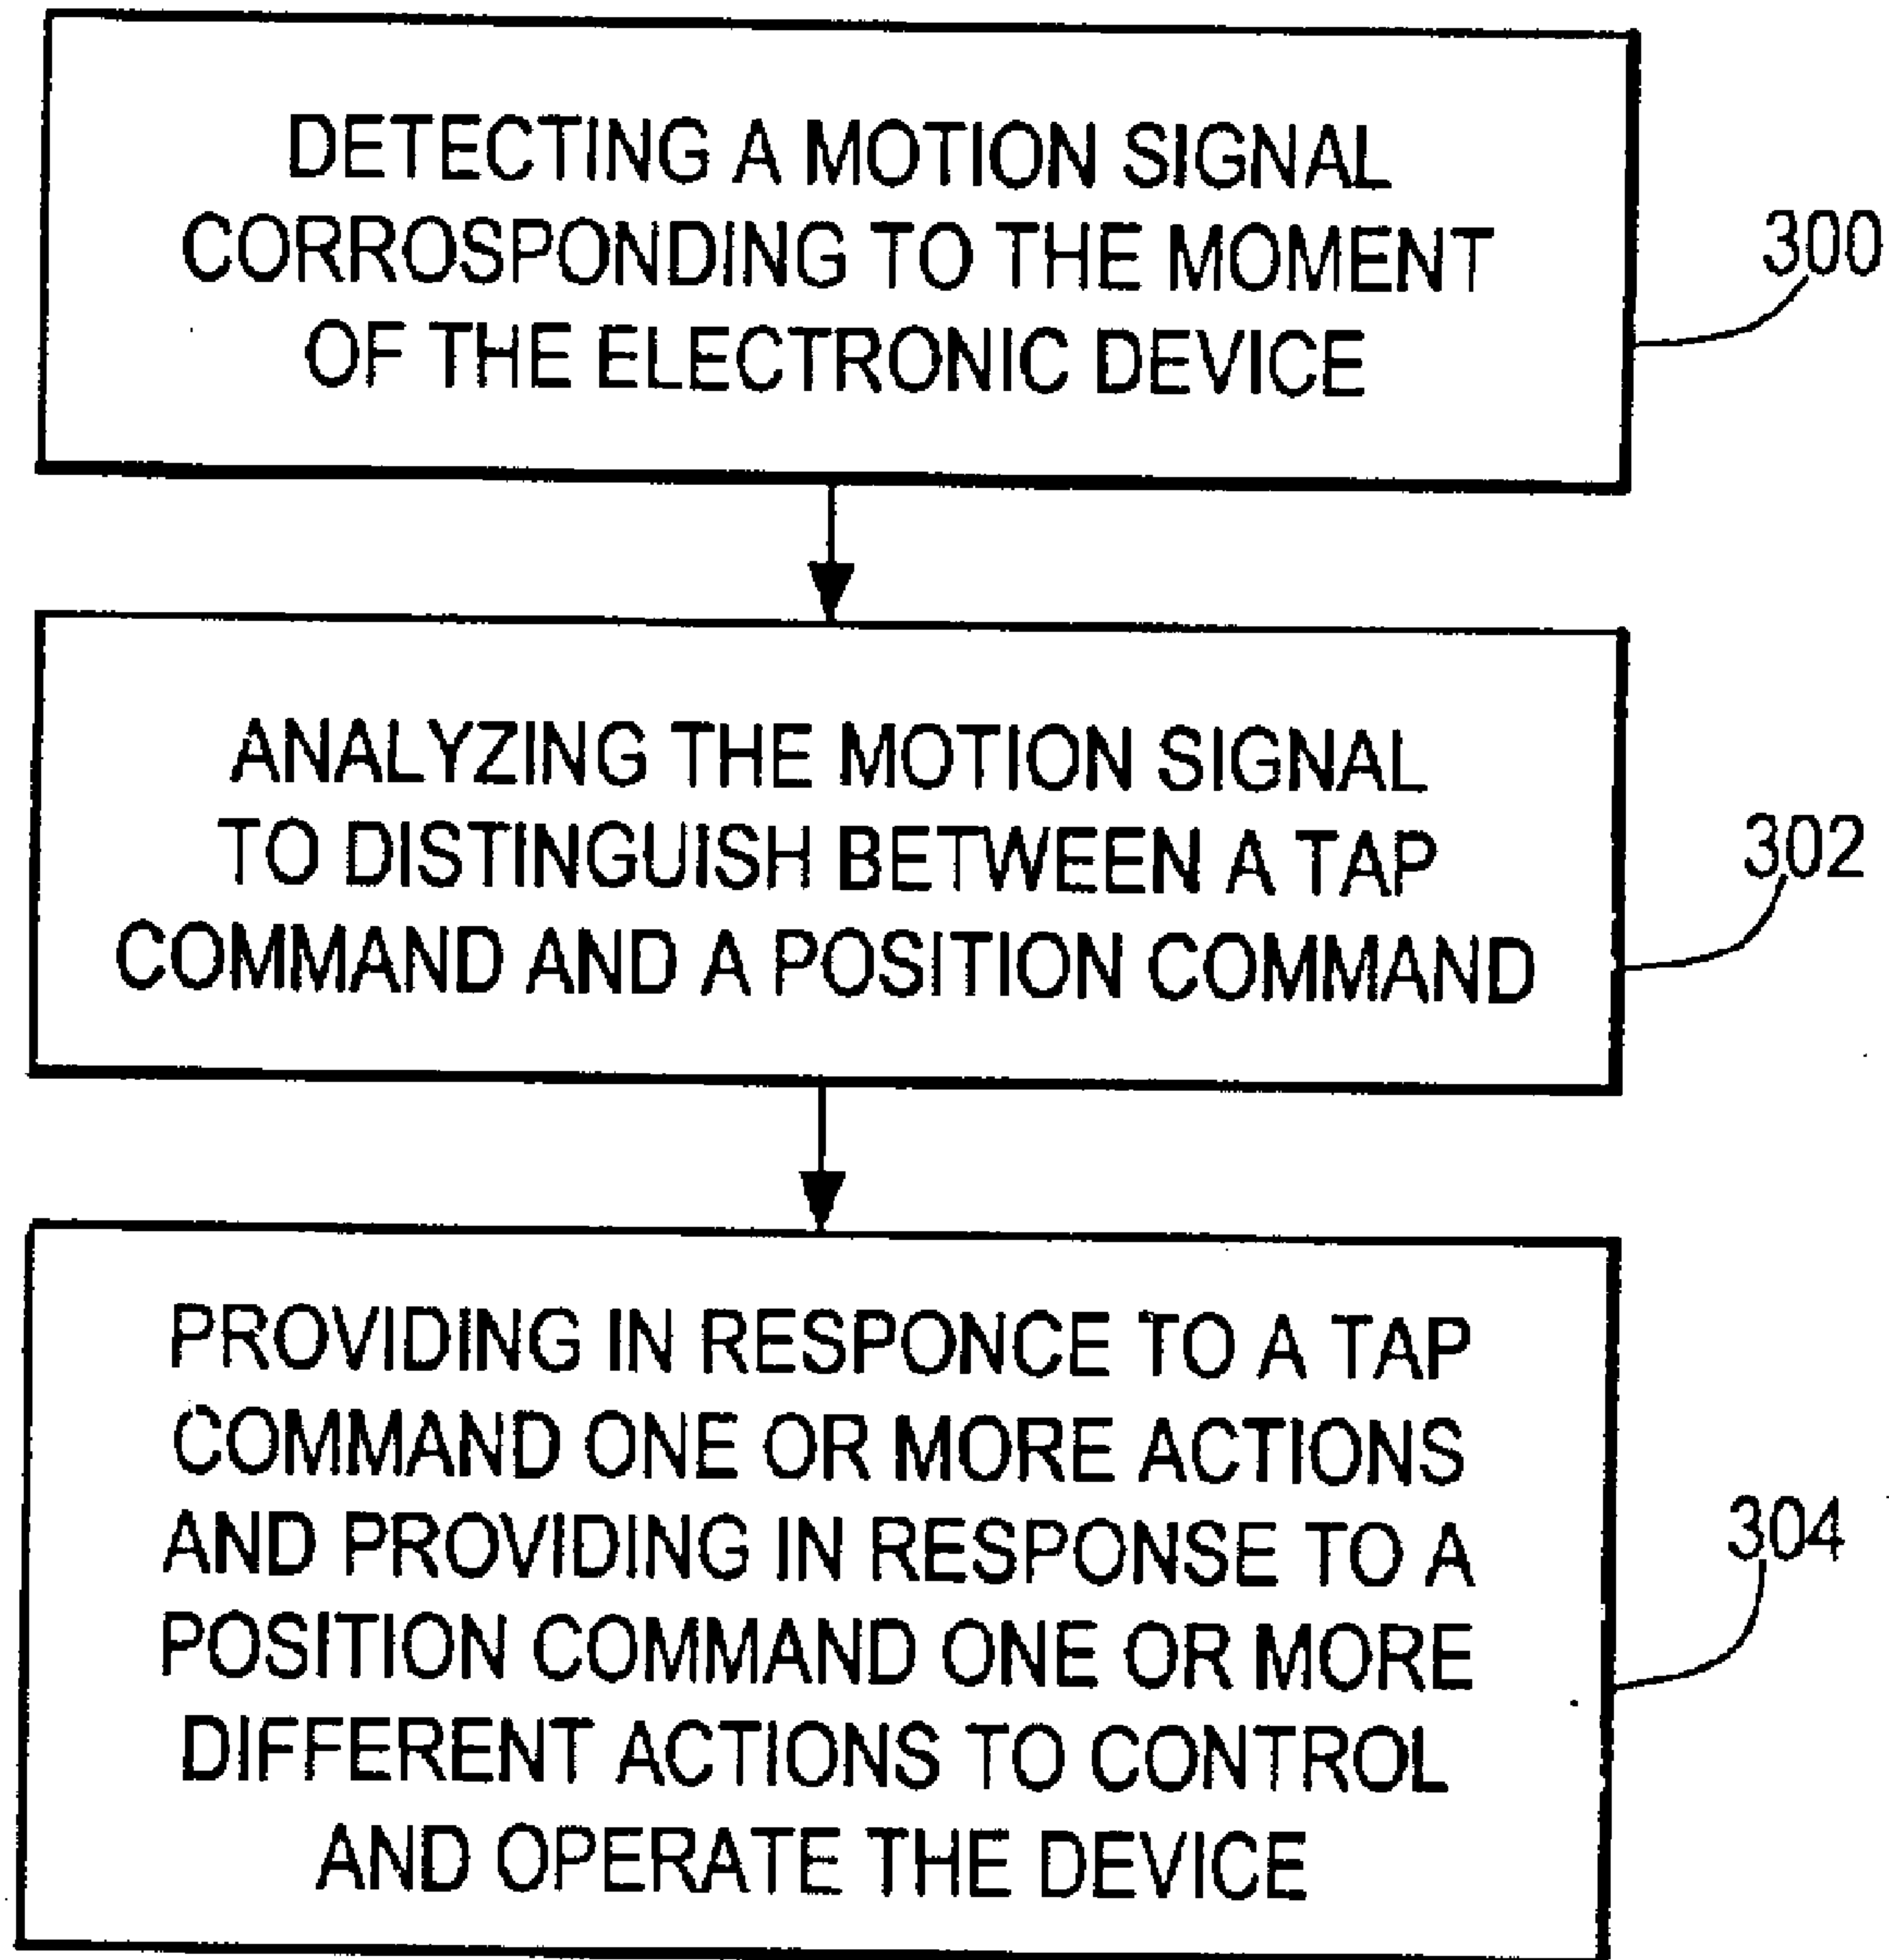 DETECTING A MOTION SIGNAL
CORROSPONDING TO THE MOMENT
OF THE ELECTRONIC DEVICE
300
ANALYZING THE MOTION SIGNAL
TO DISTINGUISH BETWEEN A TAP
COMMAND AND A POSITION COMMAND
302
PROVIDING IN RESPONCE TO A TAP
COMMAND ONE OR MORE ACTIONS
AND PROVIDING IN RESPONSE TO A
POSITION COMMAND ONE OR MORE
DIFFERENT ACTIONS TO CONTROL
AND OPERATE THE DEVICE
304